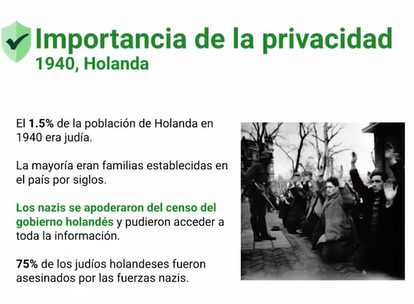 Importancia de la privacidad
1940, Holanda
El 1.5% de la población de Holanda en
1940 era judía.
La mayoría eran familias establecidas en
el país por siglos.
Los nazis se apoderaron del censo del
gobierno holandés y pudieron acceder a
toda la información.
75% de los judíos holandeses fueron
asesinados por las fuerzas nazis.